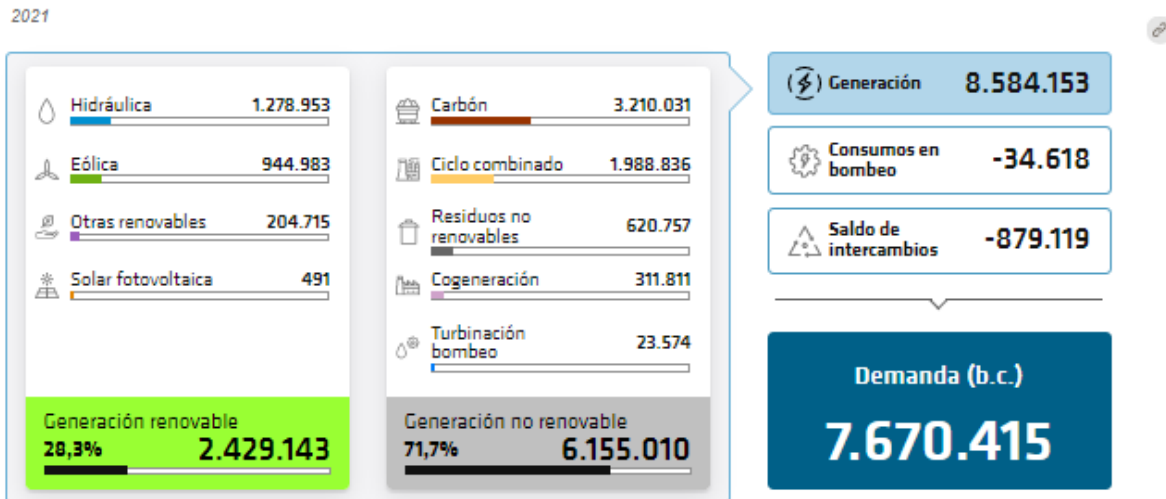 2021
Hidráulica 1.278.953
Eólica 944.983
Otras renovables 204.715
Solar fotovoltaica 491
Generación renovable
28,3% 2.429.143
Carbón 3.210.031
Ciclo combinado 1.988.836
Residuos no
renovables 620.757
Cogeneración 311.811
Turbinación
bombeo 23.574
Generación no renovable
71,7% 6.155.010
Generación 8.584.153
Consumos en
bombeo -34.618
Saldo de
intercambios -879.119
Demanda (b.c.)
7.670.415